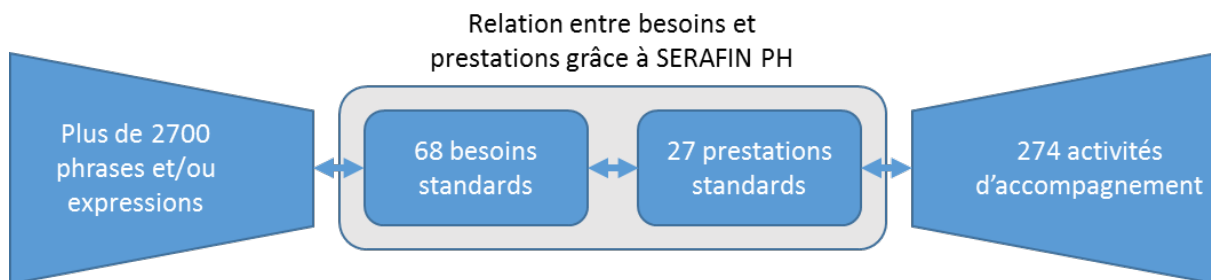 Relation entre besoins et
prestations grâce à SERAFIN PH
Plus de 2700
phrases et/ou
expressions
68 besoins
standards
27 prestations
standards
274 activités
d'accompagnement